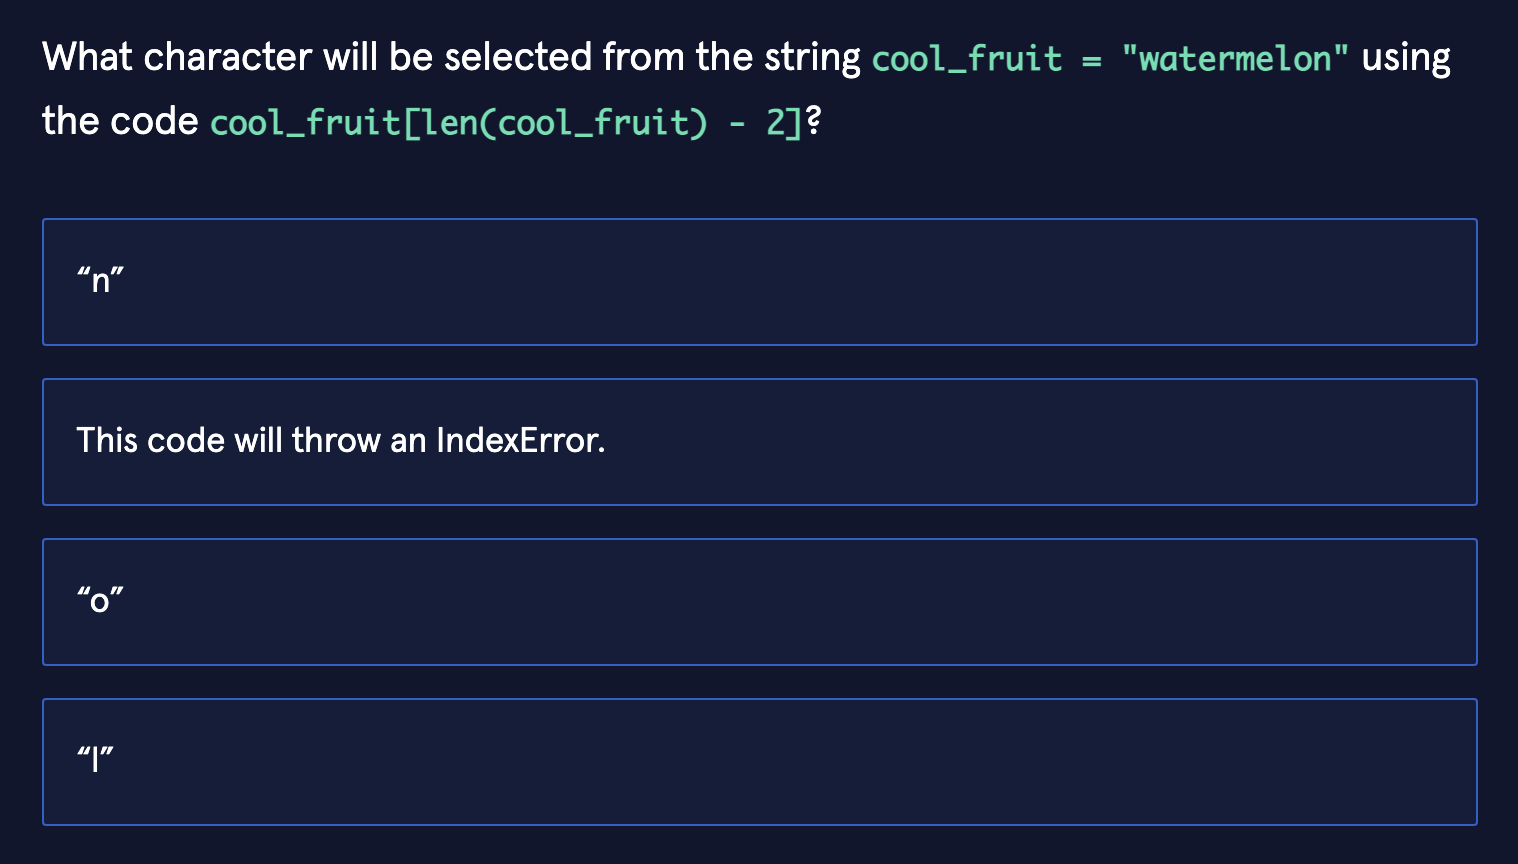 What character will be selected from the string cool_fruit = "watermelon" using
the code cool_fruit[len(cool_fruit) - 2]?
“n”
This code will throw an IndexError.
“o”
“l”